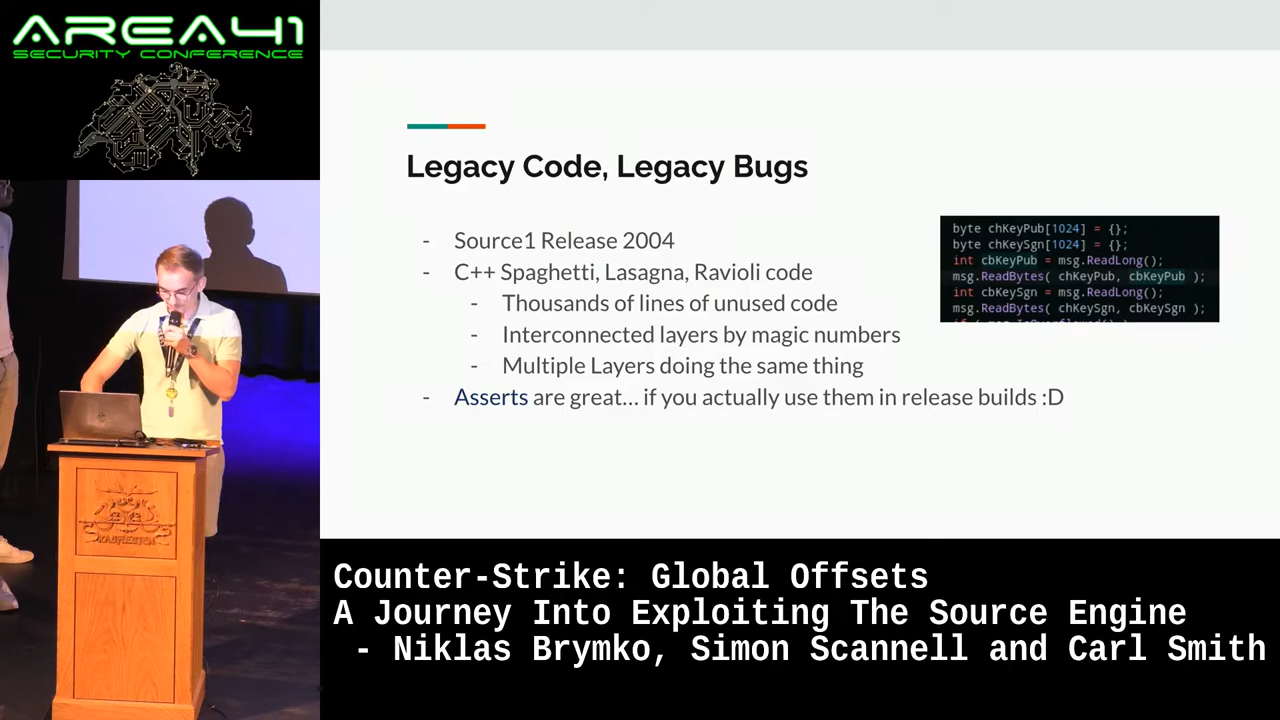 AREA41
SECURITY CONFERENCE
Legacy Code, Legacy Bugs
- Source1 Release 2004
- C++ Spaghetti, Lasagna, Ravioli code
- Thousands of lines of unused code
- Interconnected layers by magic numbers
- Multiple Layers doing the same thing
- Asserts are great... if you actually use them in release builds :D
byte chKeyPub[1024] = {};
byte chKeySgn[1024] = {};
int cbKeyPub = msg.ReadLong();
msg.ReadBytes( chKeyPub, cbKeyPub );
int cbKeySgn = msg.ReadLong();
msg.ReadBytes( chKeySgn, cbKeySgn );
Counter-Strike: Global Offsets
A Journey Into Exploiting The Source Engine
- Niklas Brymko, Simon Scannell and Carl Smith